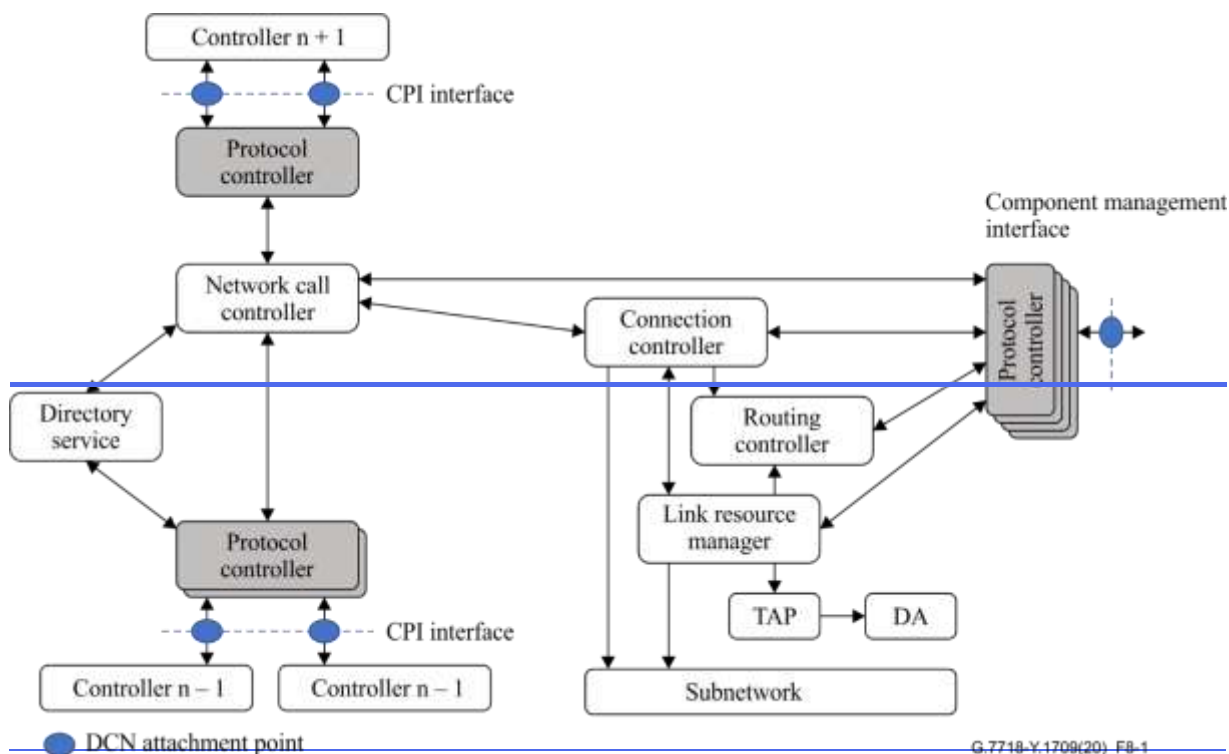 Controller n + 1
CPI interface
Protocol
controller
Component management
interface
Network call
controller
Connection
controller
Protocol
controller
Directory
service
Routing
controller
Link resource
manager
Protocol
controller
TAP
DA
CPI interface
Controller n – 1
Controller n – 1
Subnetwork
DCN attachment point
G.7718-Y.1709(20)_F8-1